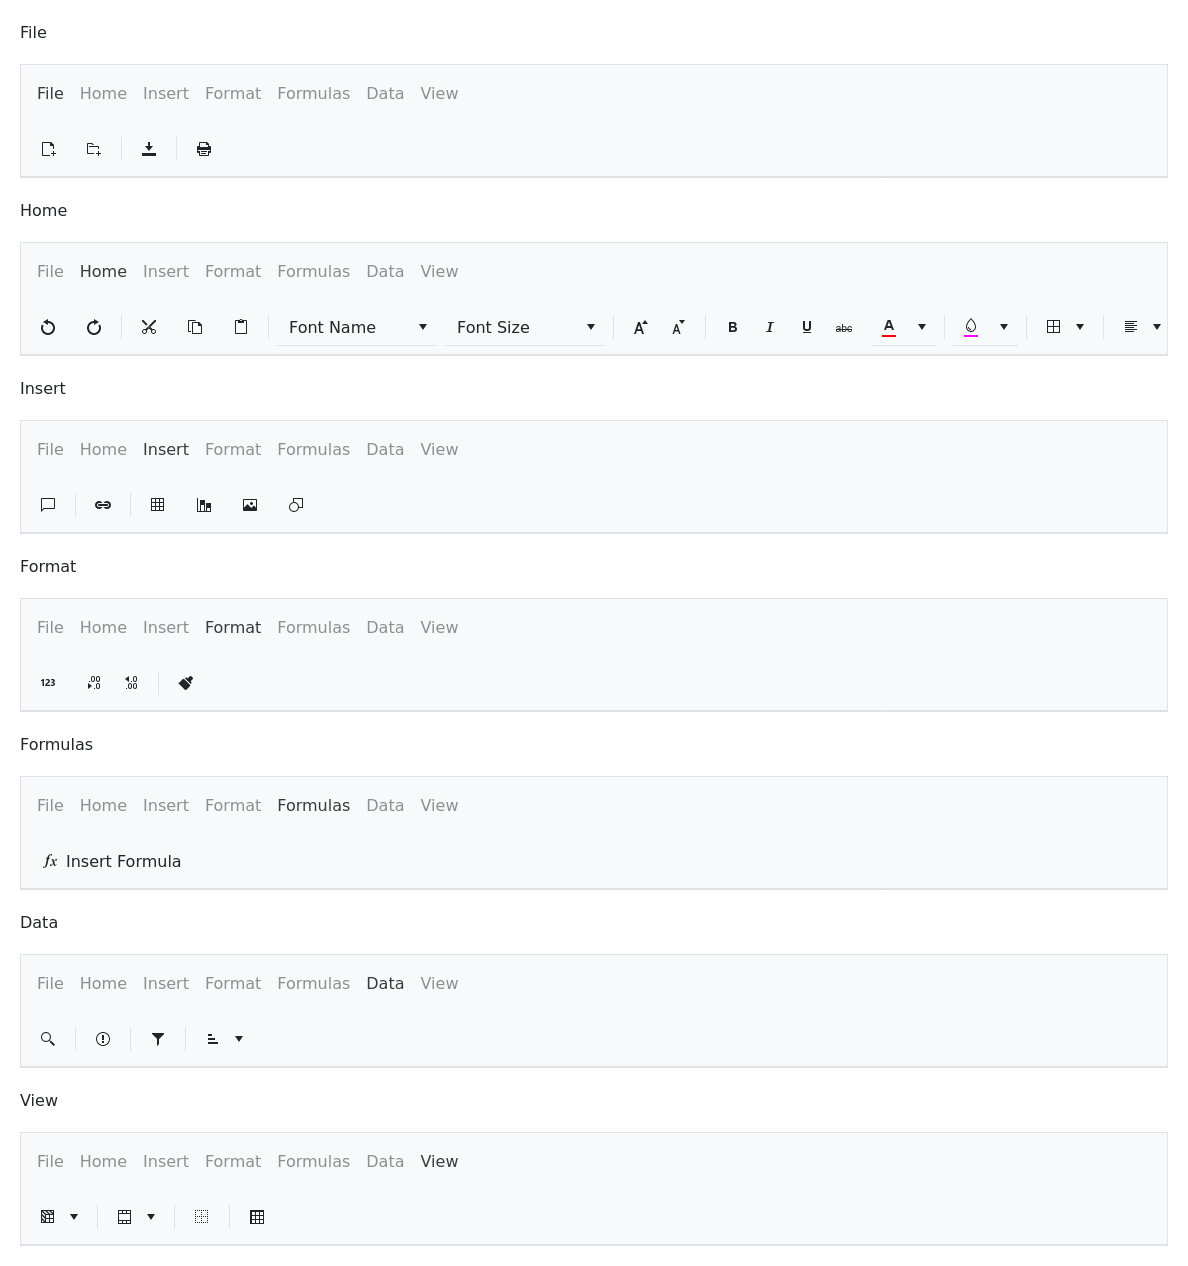 File
File Home Insert Format Formulas Data View
Home
File Home Insert Format Formulas Data View
Font Name Font Size A A B I U abc A
Insert
File Home Insert Format Formulas Data View
Format
File Home Insert Format Formulas Data View
123 .00 .0 .0 .00
Formulas
File Home Insert Format Formulas Data View
fx Insert Formula
Data
File Home Insert Format Formulas Data View
View
File Home Insert Format Formulas Data View